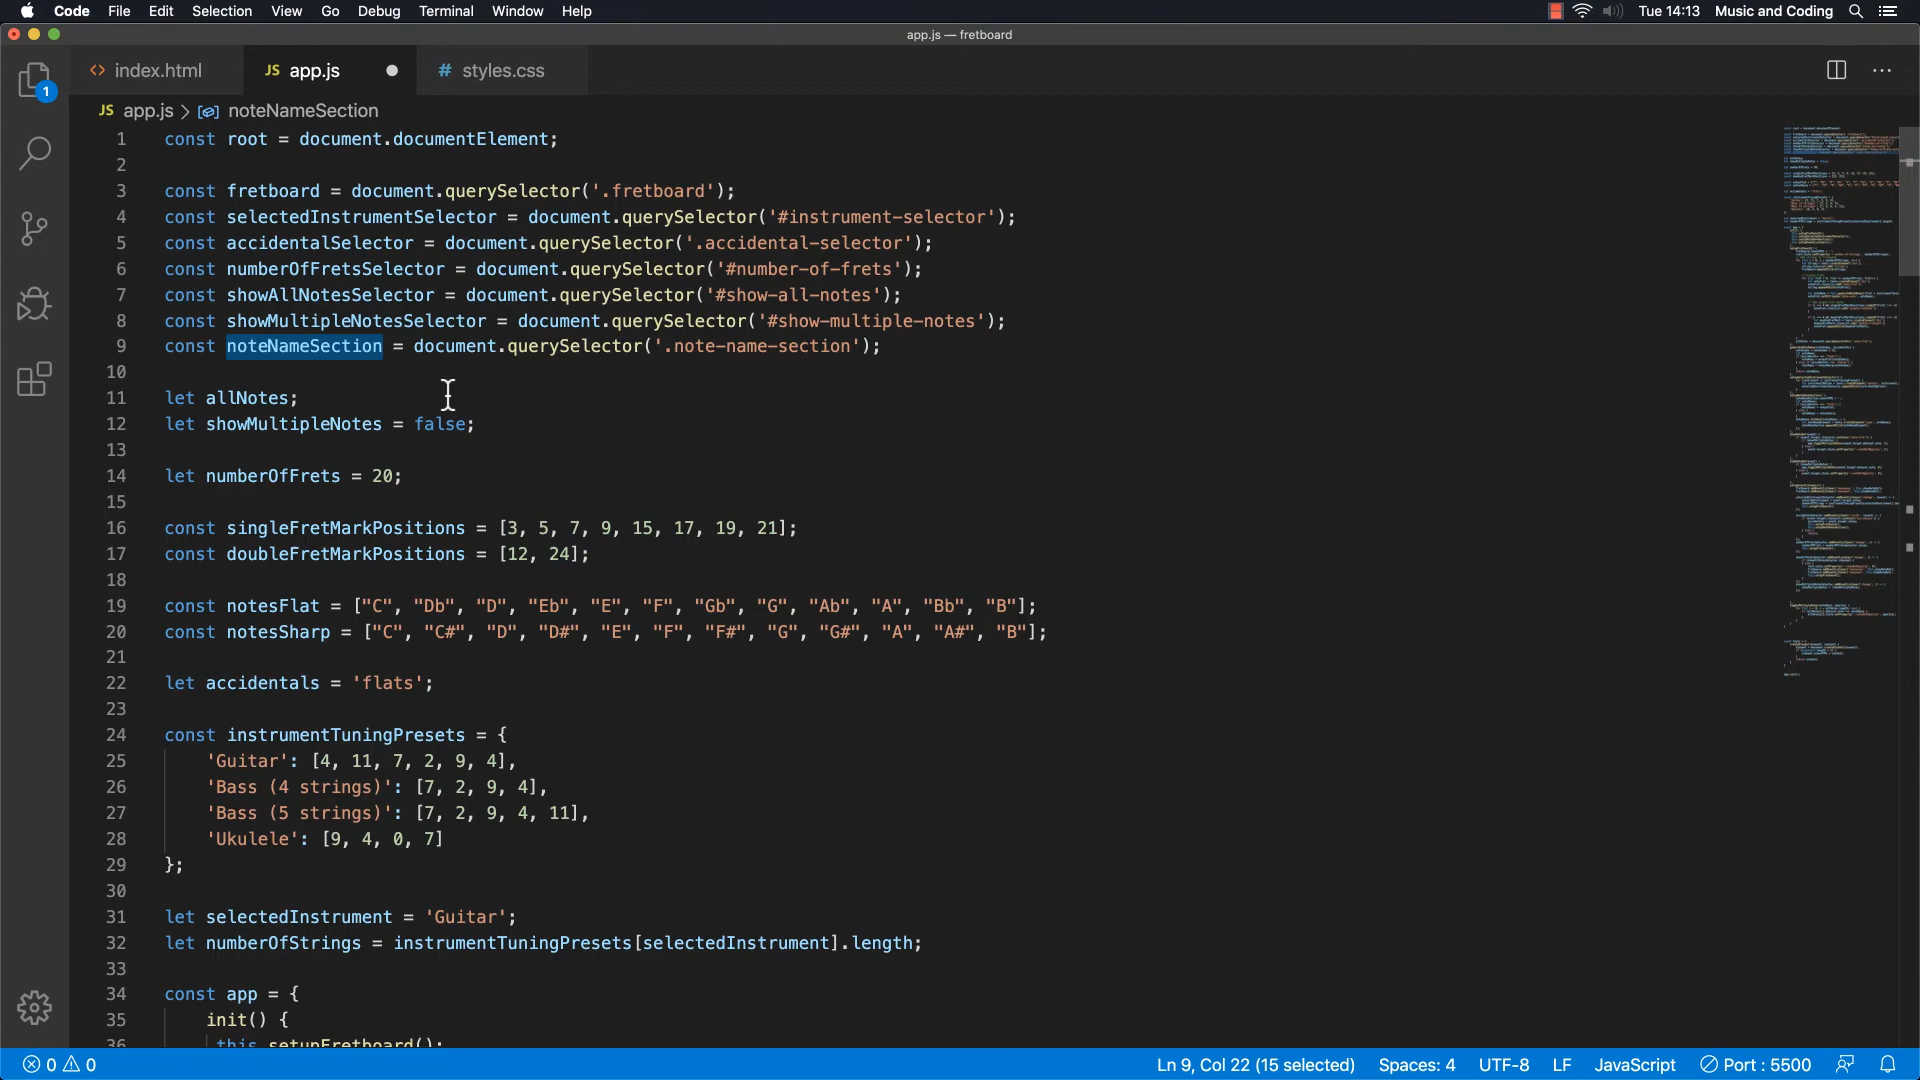 Code File Edit Selection View Go Debug Terminal Window Help Tue 14:13 Music and Coding
app.js — fretboard
1 <> index.html JS app.js # styles.css
JS app.js > noteNameSection
1 const root = document.documentElement;
2
3 const fretboard = document.querySelector('.fretboard');
4 const selectedInstrumentSelector = document.querySelector('#instrument-selector');
5 const accidentalSelector = document.querySelector('.accidental-selector');
6 const numberOfFretsSelector = document.querySelector('#number-of-frets');
7 const showAllNotesSelector = document.querySelector('#show-all-notes');
8 const showMultipleNotesSelector = document.querySelector('#show-multiple-notes');
9 const noteNameSection = document.querySelector('.note-name-section');
10
11 let allNotes;
12 let showMultipleNotes = false;
13
14 let numberOfFrets = 20;
15
16 const singleFretMarkPositions = [3, 5, 7, 9, 15, 17, 19, 21];
17 const doubleFretMarkPositions = [12, 24];
18
19 const notesFlat = ["C", "Db", "D", "Eb", "E", "F", "Gb", "G", "Ab", "A", "Bb", "B"];
20 const notesSharp = ["C", "C#", "D", "D#", "E", "F", "F#", "G", "G#", "A", "A#", "B"];
21
22 let accidentals = 'flats';
23
24 const instrumentTuningPresets = {
25 'Guitar': [4, 11, 7, 2, 9, 4],
26 'Bass (4 strings)': [7, 2, 9, 4],
27 'Bass (5 strings)': [7, 2, 9, 4, 11],
28 'Ukulele': [9, 4, 0, 7]
29 };
30
31 let selectedInstrument = 'Guitar';
32 let numberOfStrings = instrumentTuningPresets[selectedInstrument].length;
33
34 const app = {
35 init() {
36 this.setupFretboard();
0 0 Ln 9, Col 22 (15 selected) Spaces: 4 UTF-8 LF JavaScript Port : 5500